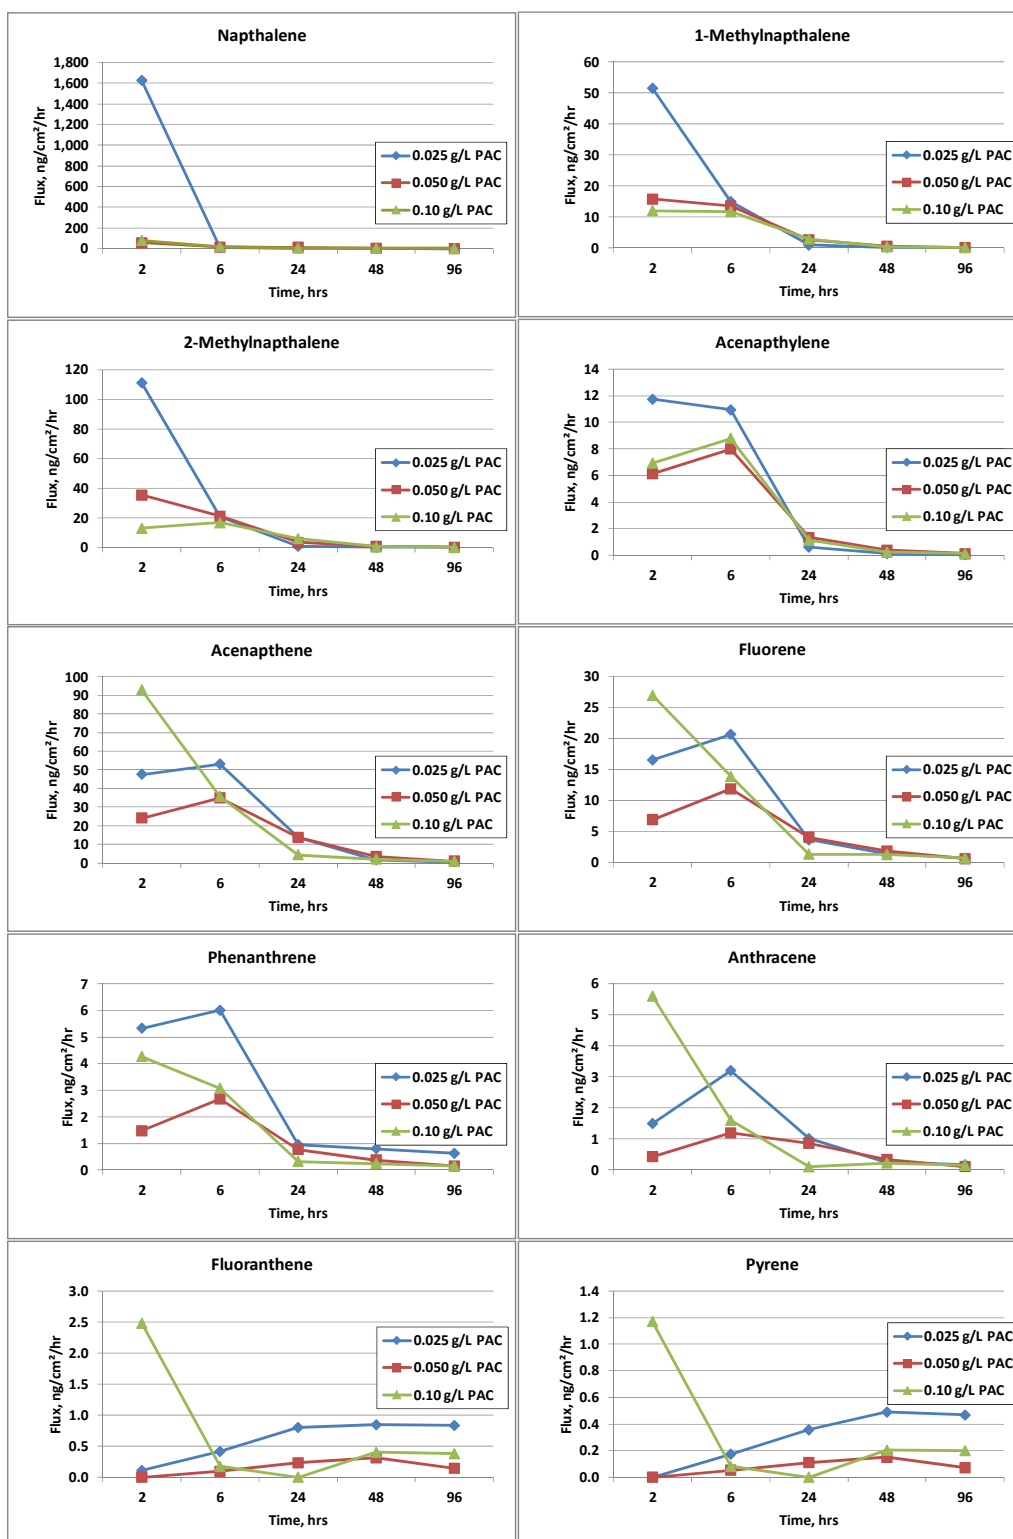 Napthalene
Flux, ng/cm²/hr
1,800
1,600
1,400
1,200
1,000
800
600
400
200
0
2 6 24 48 96
Time, hrs
0.025 g/L PAC
0.050 g/L PAC
0.10 g/L PAC
1-Methylnapthalene
Flux, ng/cm²/hr
60
50
40
30
20
10
0
2 6 24 48 96
Time, hrs
0.025 g/L PAC
0.050 g/L PAC
0.10 g/L PAC
2-Methylnapthalene
Flux, ng/cm²/hr
120
100
80
60
40
20
0
2 6 24 48 96
Time, hrs
0.025 g/L PAC
0.050 g/L PAC
0.10 g/L PAC
Acenapthylene
Flux, ng/cm²/hr
14
12
10
8
6
4
2
0
2 6 24 48 96
Time, hrs
0.025 g/L PAC
0.050 g/L PAC
0.10 g/L PAC
Acenapthene
Flux, ng/cm²/hr
100
90
80
70
60
50
40
30
20
10
0
2 6 24 48 96
Time, hrs
0.025 g/L PAC
0.050 g/L PAC
0.10 g/L PAC
Fluorene
Flux, ng/cm²/hr
30
25
20
15
10
5
0
2 6 24 48 96
Time, hrs
0.025 g/L PAC
0.050 g/L PAC
0.10 g/L PAC
Phenanthrene
Flux, ng/cm²/hr
7
6
5
4
3
2
1
0
2 6 24 48 96
Time, hrs
0.025 g/L PAC
0.050 g/L PAC
0.10 g/L PAC
Anthracene
Flux, ng/cm²/hr
6
5
4
3
2
1
0
2 6 24 48 96
Time, hrs
0.025 g/L PAC
0.050 g/L PAC
0.10 g/L PAC
Fluoranthene
Flux, ng/cm²/hr
3.0
2.5
2.0
1.5
1.0
0.5
0.0
2 6 24 48 96
Time, hrs
0.025 g/L PAC
0.050 g/L PAC
0.10 g/L PAC
Pyrene
Flux, ng/cm²/hr
1.4
1.2
1.0
0.8
0.6
0.4
0.2
0.0
2 6 24 48 96
Time, hrs
0.025 g/L PAC
0.050 g/L PAC
0.10 g/L PAC